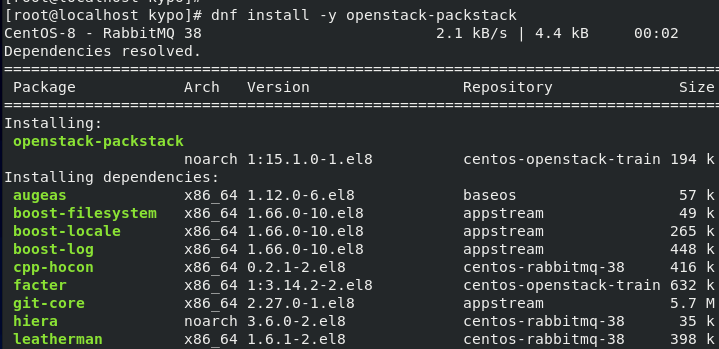 [root@localhost kypo]#
[root@localhost kypo]# dnf install -y openstack-packstack
CentOS-8 - RabbitMQ 38                          2.1 kB/s | 4.4 kB     00:02
Dependencies resolved.
================================================================================
 Package            Arch   Version                 Repository              Size
================================================================================
Installing:
 openstack-packstack
                    noarch 1:15.1.0-1.el8          centos-openstack-train 194 k
Installing dependencies:
 augeas             x86_64 1.12.0-6.el8            baseos                  57 k
 boost-filesystem   x86_64 1.66.0-10.el8           appstream               49 k
 boost-locale       x86_64 1.66.0-10.el8           appstream              265 k
 boost-log          x86_64 1.66.0-10.el8           appstream              448 k
 cpp-hocon          x86_64 0.2.1-2.el8             centos-rabbitmq-38     416 k
 facter             x86_64 1:3.14.2-2.el8          centos-openstack-train 632 k
 git-core           x86_64 2.27.0-1.el8            appstream              5.7 M
 hiera              noarch 3.6.0-2.el8             centos-rabbitmq-38      35 k
 leatherman         x86_64 1.6.1-2.el8             centos-rabbitmq-38     398 k